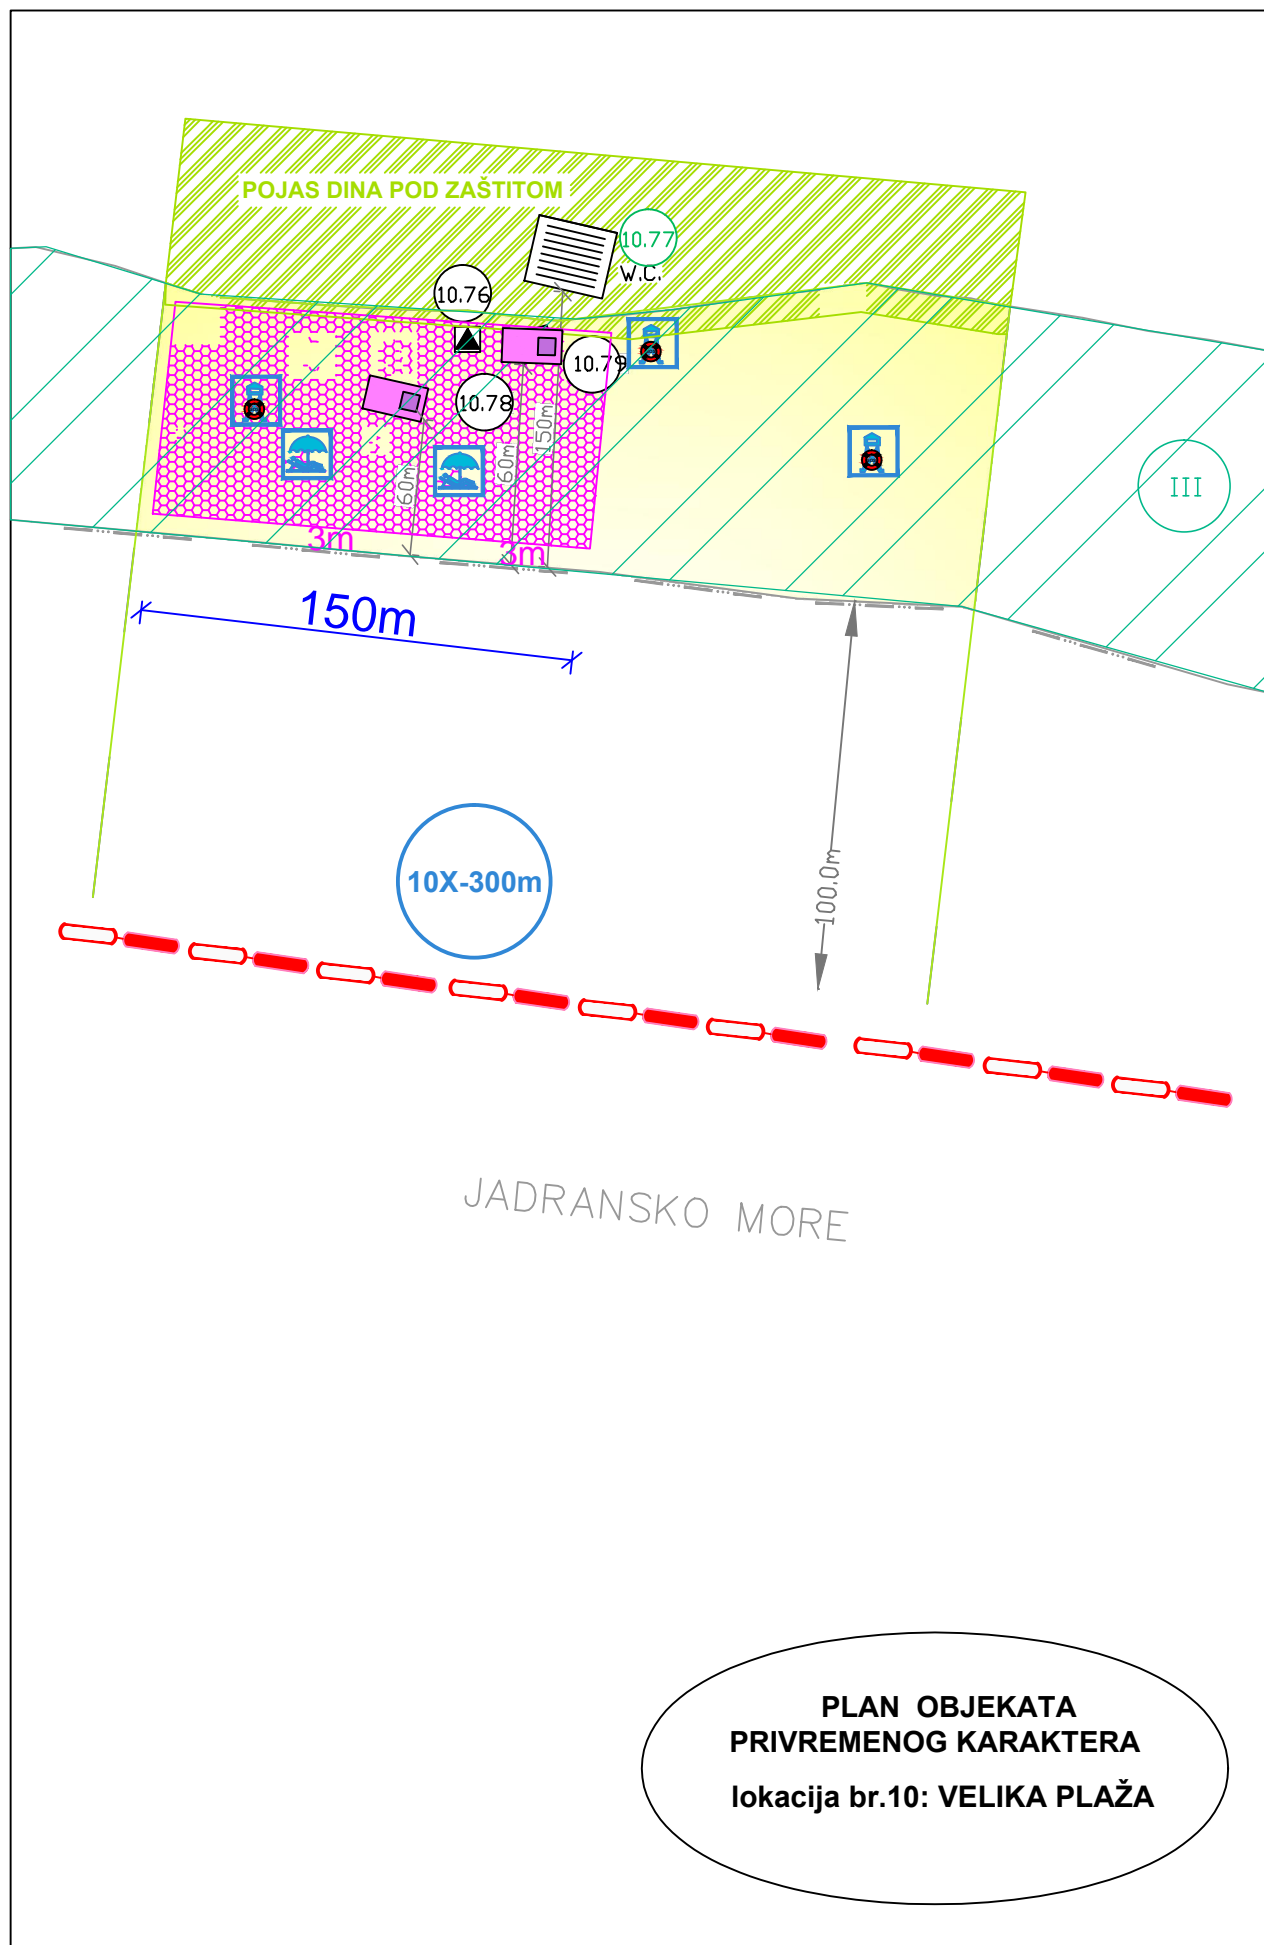 POJAS DINA POD ZAŠTITOM
10.77
W.C.
10.76
10.79
10.78
60m
60m
150m
III
3m
3m
150m
10X-300m
100.0m
JADRANSKO MORE
PLAN OBJEKATA
PRIVREMENOG KARAKTERA
lokacija br.10: VELIKA PLAŽA